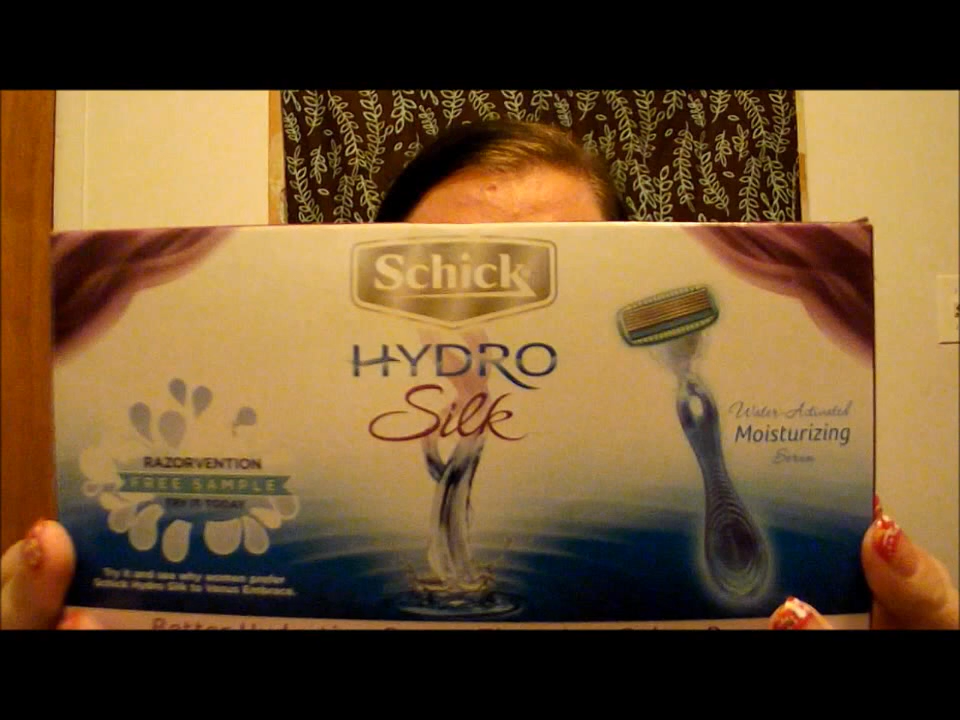 Schick
HYDRO
Silk
Water-Activated
Moisturizing
Serum
RAZORVENTION
FREE SAMPLE
TRY IT TODAY
Try it and see why women prefer
Schick Hydro Silk to Venus Embrace.